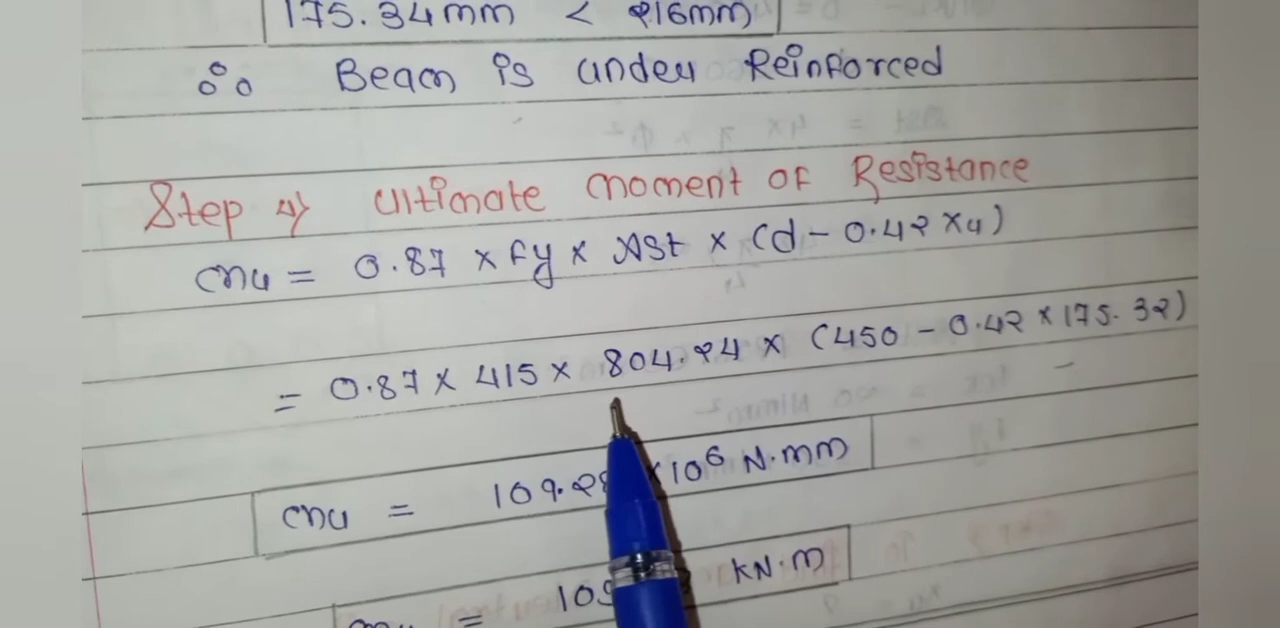 175.34mm < 216mm
∴ Beam is under Reinforced
Step 4) Ultimate moment of Resistance
Mu = 0.87 × fy × Ast × (d - 0.42 xu)
= 0.87 × 415 × 804.24 × (450 - 0.42 × 175.32)
Mu = 109. ×10⁶ N.mm
= kN.m